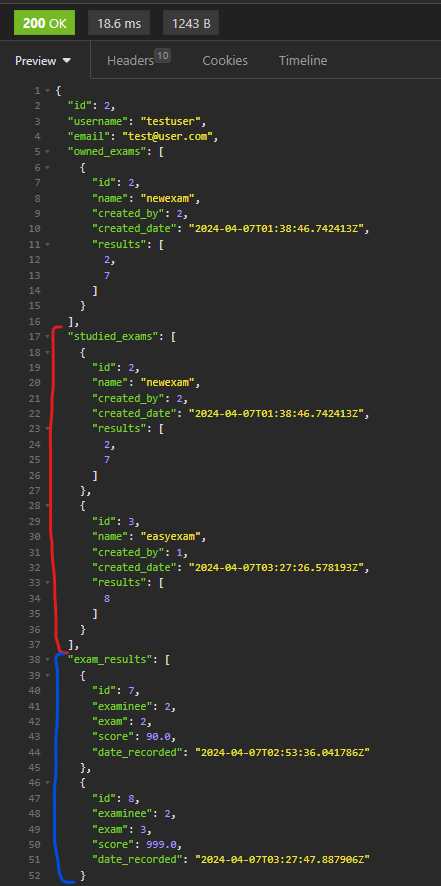 200 OK 18.6 ms 1243 B
Preview Headers 10 Cookies Timeline
1 {
2 "id": 2,
3 "username": "testuser",
4 "email": "test@user.com",
5 "owned_exams": [
6 {
7 "id": 2,
8 "name": "newexam",
9 "created_by": 2,
10 "created_date": "2024-04-07T01:38:46.742413Z",
11 "results": [
12 2,
13 7
14 ]
15 }
16 ],
17 "studied_exams": [
18 {
19 "id": 2,
20 "name": "newexam",
21 "created_by": 2,
22 "created_date": "2024-04-07T01:38:46.742413Z",
23 "results": [
24 2,
25 7
26 ]
27 },
28 {
29 "id": 3,
30 "name": "easyexam",
31 "created_by": 1,
32 "created_date": "2024-04-07T03:27:26.578193Z",
33 "results": [
34 8
35 ]
36 }
37 ],
38 "exam_results": [
39 {
40 "id": 7,
41 "examinee": 2,
42 "exam": 2,
43 "score": 90.0,
44 "date_recorded": "2024-04-07T02:53:36.041786Z"
45 },
46 {
47 "id": 8,
48 "examinee": 2,
49 "exam": 3,
50 "score": 999.0,
51 "date_recorded": "2024-04-07T03:27:47.887906Z"
52 }